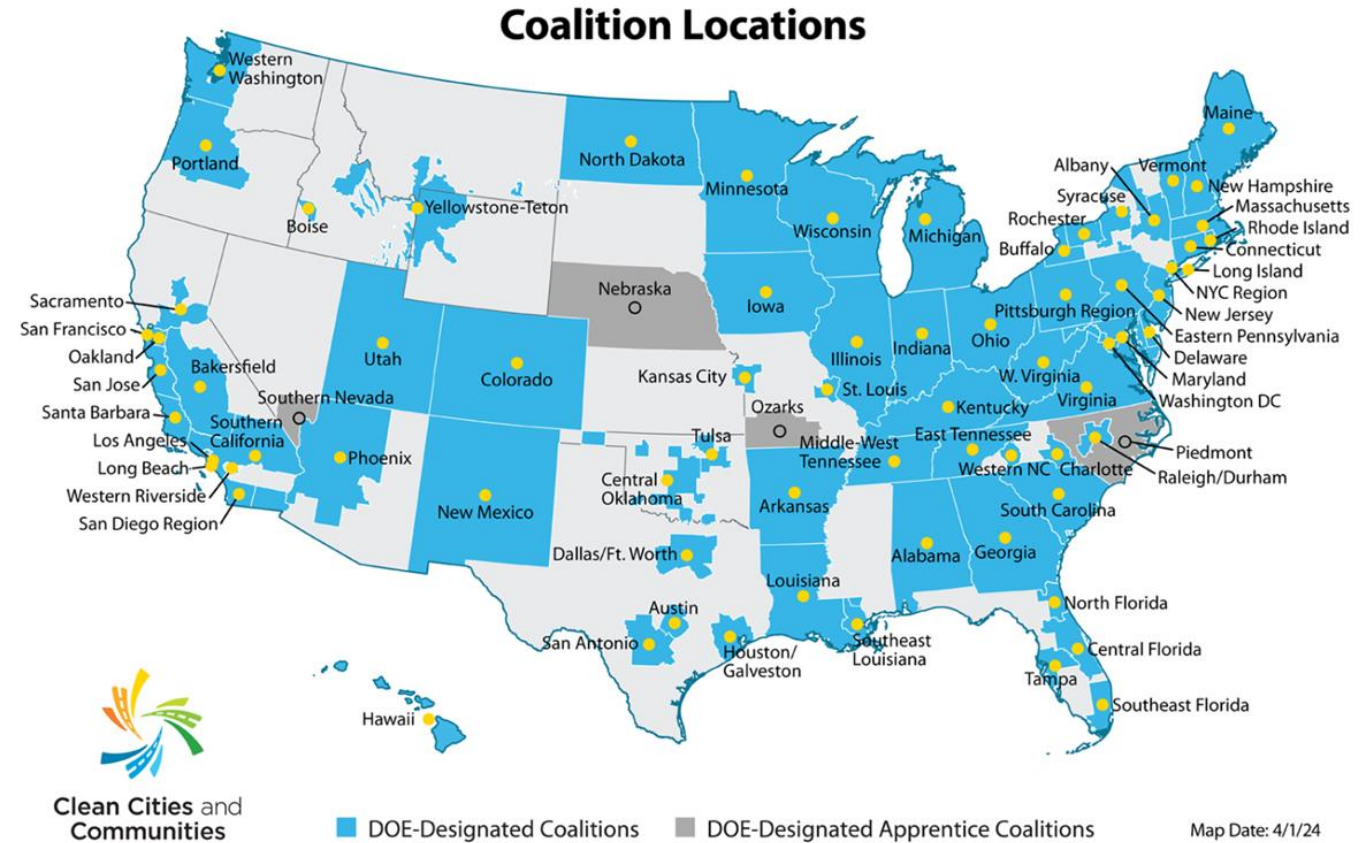 Coalition Locations
Western
Washington
Portland
Boise
Yellowstone-Teton
North Dakota
Minnesota
Wisconsin
Michigan
Maine
Albany
Vermont
Syracuse
New Hampshire
Rochester
Massachusetts
Buffalo
Rhode Island
Connecticut
Long Island
NYC Region
New Jersey
Eastern Pennsylvania
Delaware
Maryland
Washington DC
Pittsburgh Region
Nebraska
Iowa
Illinois
Indiana
Ohio
W. Virginia
Virginia
Sacramento
San Francisco
Oakland
San Jose
Bakersfield
Santa Barbara
Southern Nevada
Southern
California
Los Angeles
Long Beach
Western Riverside
San Diego Region
Utah
Colorado
Kansas City
St. Louis
Kentucky
Ozarks
Tulsa
Middle-West
Tennessee
East Tennessee
Western NC
Charlotte
Piedmont
Raleigh/Durham
Phoenix
New Mexico
Central
Oklahoma
Arkansas
South Carolina
Dallas/Ft. Worth
Alabama
Georgia
Louisiana
Austin
San Antonio
Houston/
Galveston
Southeast
Louisiana
North Florida
Central Florida
Tampa
Southeast Florida
Hawaii
Clean Cities and
Communities
DOE-Designated Coalitions
DOE-Designated Apprentice Coalitions
Map Date: 4/1/24